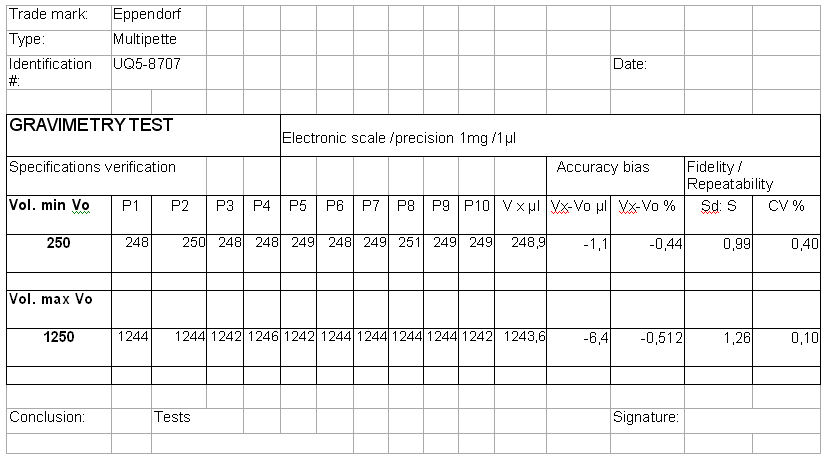 Trade mark: Eppendorf
Type: Multipette
Identification UQ5-8707 Date:
#:
GRAVIMETRY TEST
Electronic scale /precision 1mg /1µl
Specifications verification Accuracy bias Fidelity /
Repeatability
Vol. min Vo P1 P2 P3 P4 P5 P6 P7 P8 P9 P10 V x µl Vx-Vo µl Vx-Vo % Sd: S CV %
250 248 250 248 248 249 248 249 251 249 249 248,9 -1,1 -0,44 0,99 0,40
Vol. max Vo
1250 1244 1244 1242 1246 1242 1244 1244 1244 1244 1242 1243,6 -6,4 -0,512 1,26 0,10
Conclusion: Tests Signature: